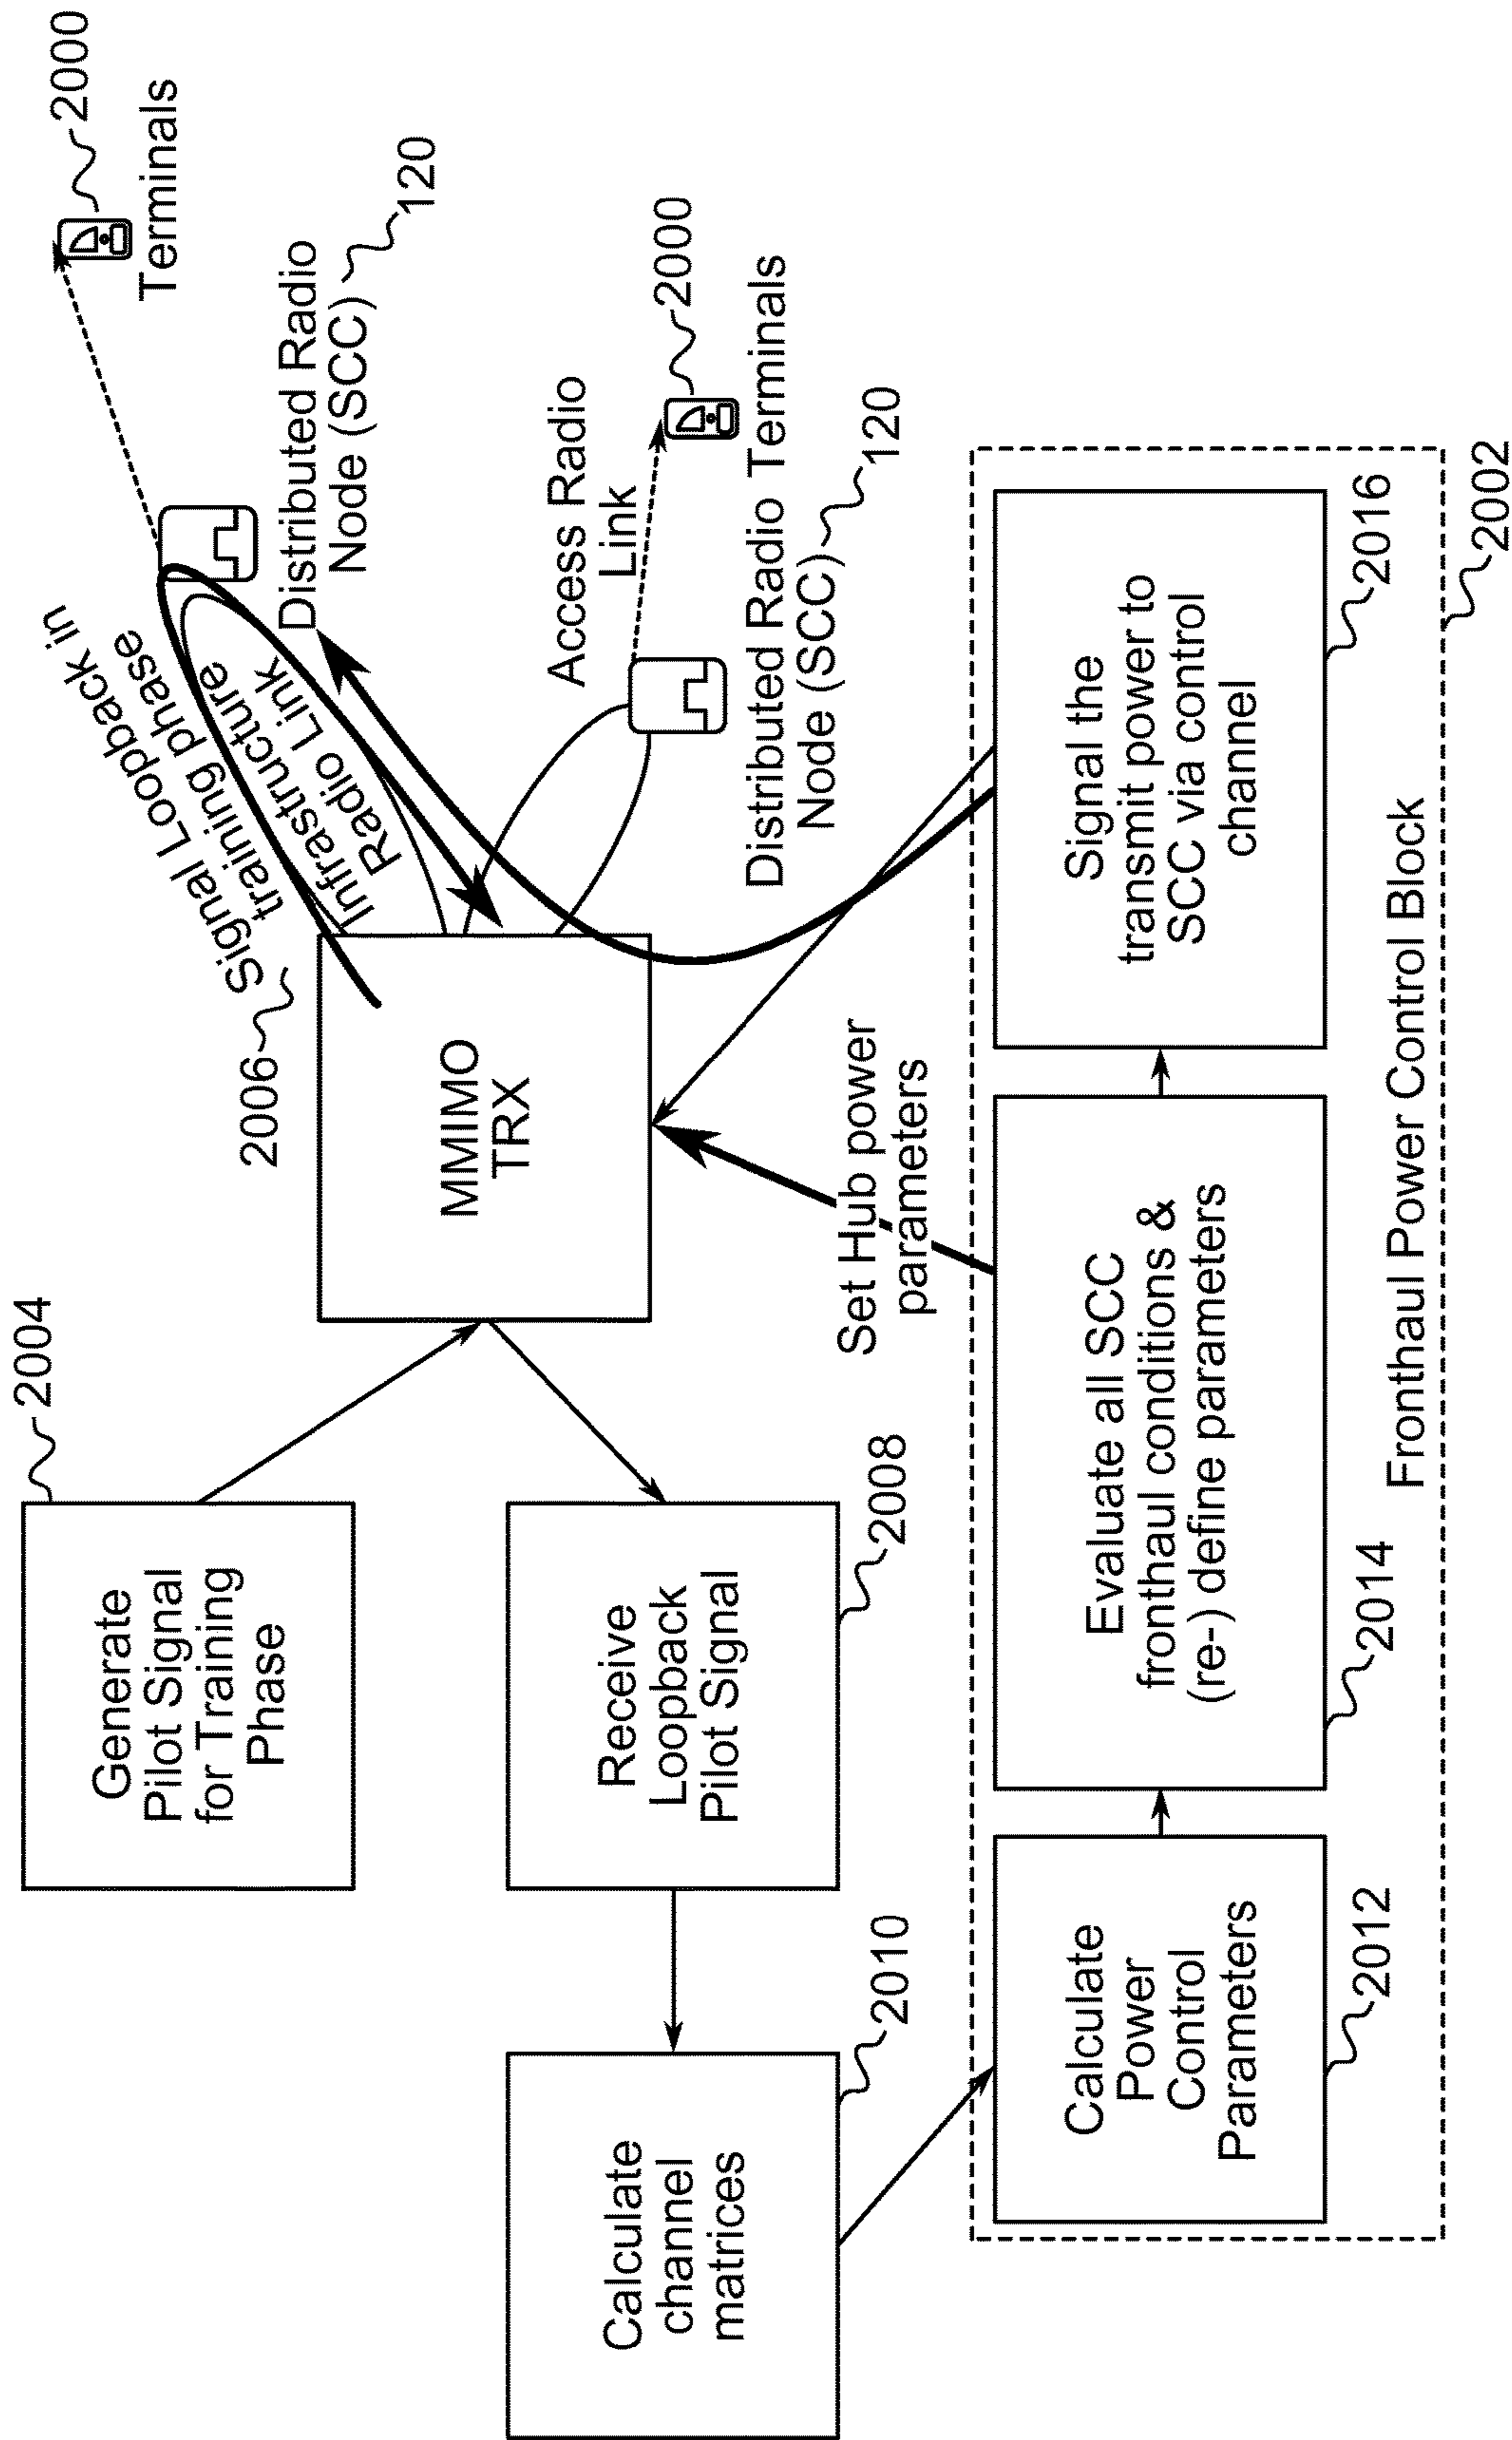 Generate
Pilot Signal
for Training
Phase
2004
Receive
Loopback
Pilot Signal
2008
Calculate
channel
matrices
2010
MMIMO
TRX
2006
Signal Loopback in
training phase
Infrastructure
Radio Link
2000
Terminals
Distributed Radio
Node (SCC)
120
Access Radio
Link
2000
Terminals
Distributed Radio
Node (SCC)
120
Set Hub power
parameters
Calculate
Power
Control
Parameters
2012
Evaluate all SCC
fronthaul conditions &
(re-) define parameters
2014
Signal the
transmit power to
SCC via control
channel
2016
Fronthaul Power Control Block
2002